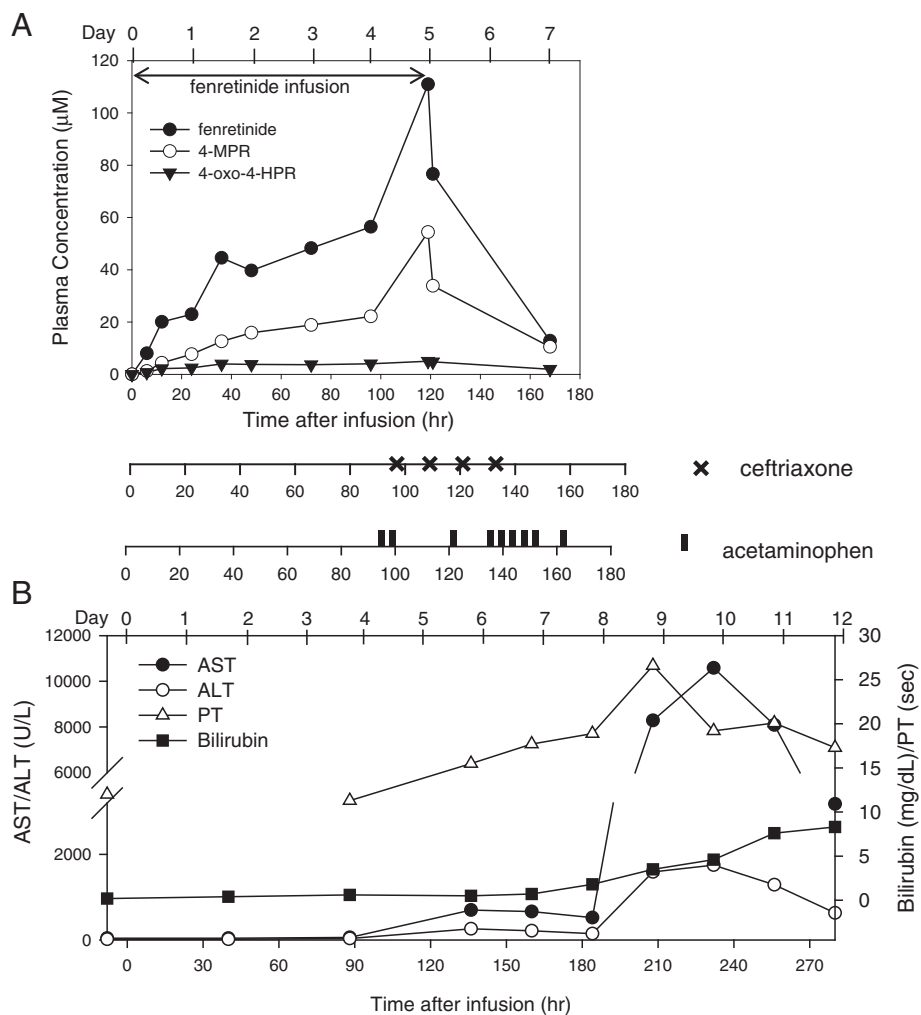 A
Day 0 1 2 3 4 5 6 7
120
fenretinide infusion
100
fenretinide
4-MPR
4-oxo-4-HPR
80
60
40
20
0
Plasma Concentration (μM)
0 20 40 60 80 100 120 140 160 180
Time after infusion (hr)
ceftriaxone
0 20 40 60 80 100 120 140 160 180
acetaminophen
0 20 40 60 80 100 120 140 160 180
B
Day 0 1 2 3 4 5 6 7 8 9 10 11 12
12000 30
AST
ALT
PT
Bilirubin
10000 25
8000 20
6000 15
10
2000 5
0
0
AST/ALT (U/L)
Bilirubin (mg/dL)/PT (sec)
0 30 60 90 120 150 180 210 240 270
Time after infusion (hr)